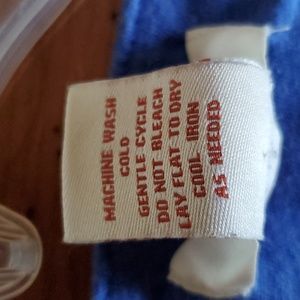 MACHINE WASH
COLD
GENTLE CYCLE
DO NOT BLEACH
LAY FLAT TO DRY
COOL IRON
AS NEEDED